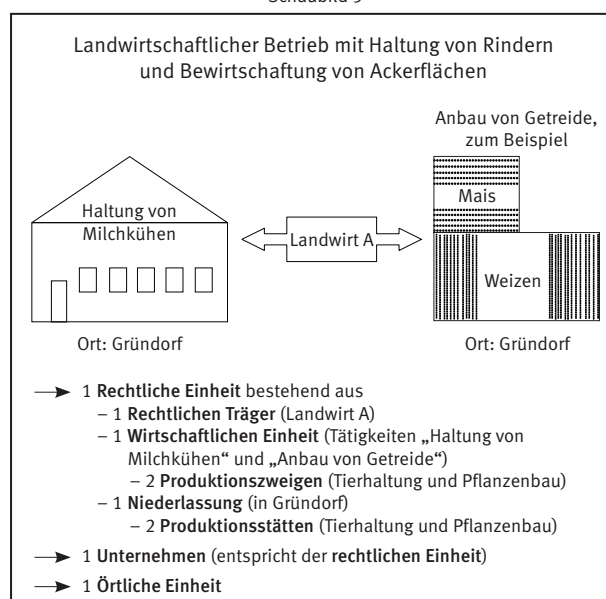 Landwirtschaftlicher Betrieb mit Haltung von Rindern
und Bewirtschaftung von Ackerflächen
Anbau von Getreide,
zum Beispiel
Haltung von
Milchkühen
Landwirt A
Mais
Weizen
Ort: Gründorf
Ort: Gründorf
1 Rechtliche Einheit bestehend aus
– 1 Rechtlichen Träger (Landwirt A)
– 1 Wirtschaftlichen Einheit (Tätigkeiten „Haltung von
Milchkühen“ und „Anbau von Getreide“)
– 2 Produktionszweigen (Tierhaltung und Pflanzenbau)
– 1 Niederlassung (in Gründorf)
– 2 Produktionsstätten (Tierhaltung und Pflanzenbau)
1 Unternehmen (entspricht der rechtlichen Einheit)
1 Örtliche Einheit